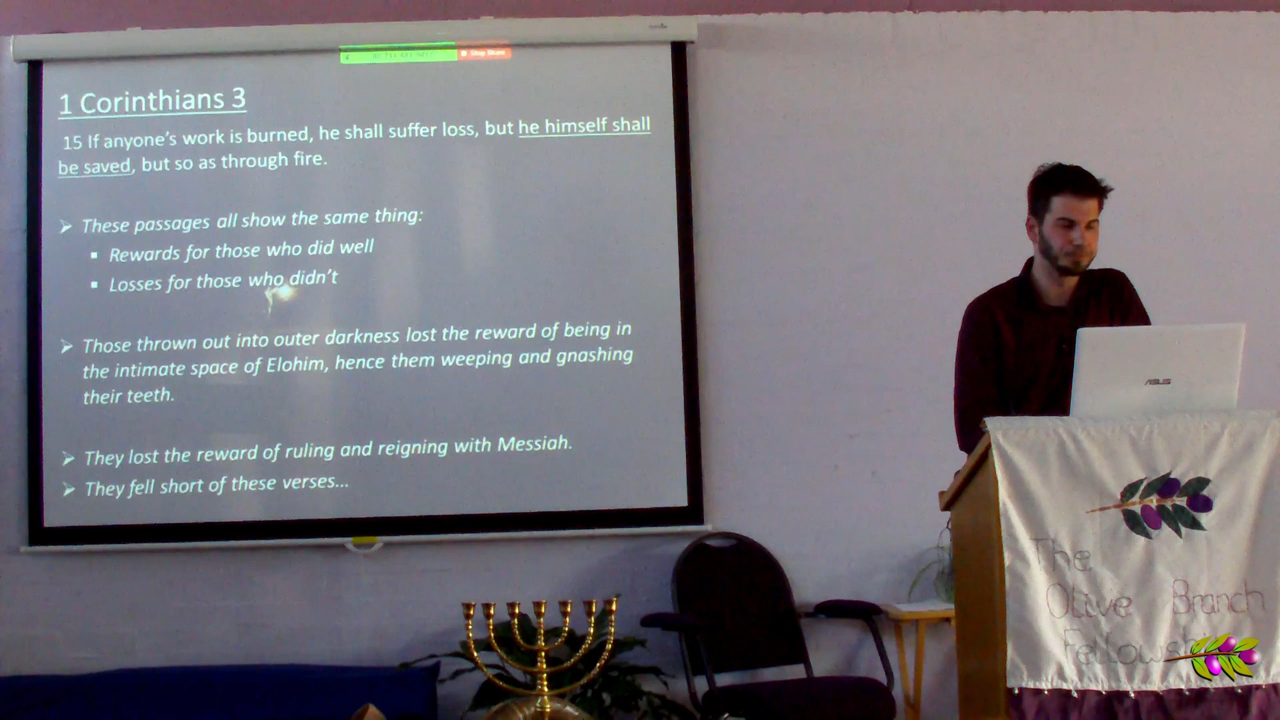 Stop Share
1 Corinthians 3
15 If anyone's work is burned, he shall suffer loss, but he himself shall
be saved, but so as through fire.
➢ These passages all show the same thing:
▪ Rewards for those who did well
▪ Losses for those who didn't
➢ Those thrown out into outer darkness lost the reward of being in
the intimate space of Elohim, hence them weeping and gnashing
their teeth.
➢ They lost the reward of ruling and reigning with Messiah.
➢ They fell short of these verses...
ASUS
The
Olive Branch